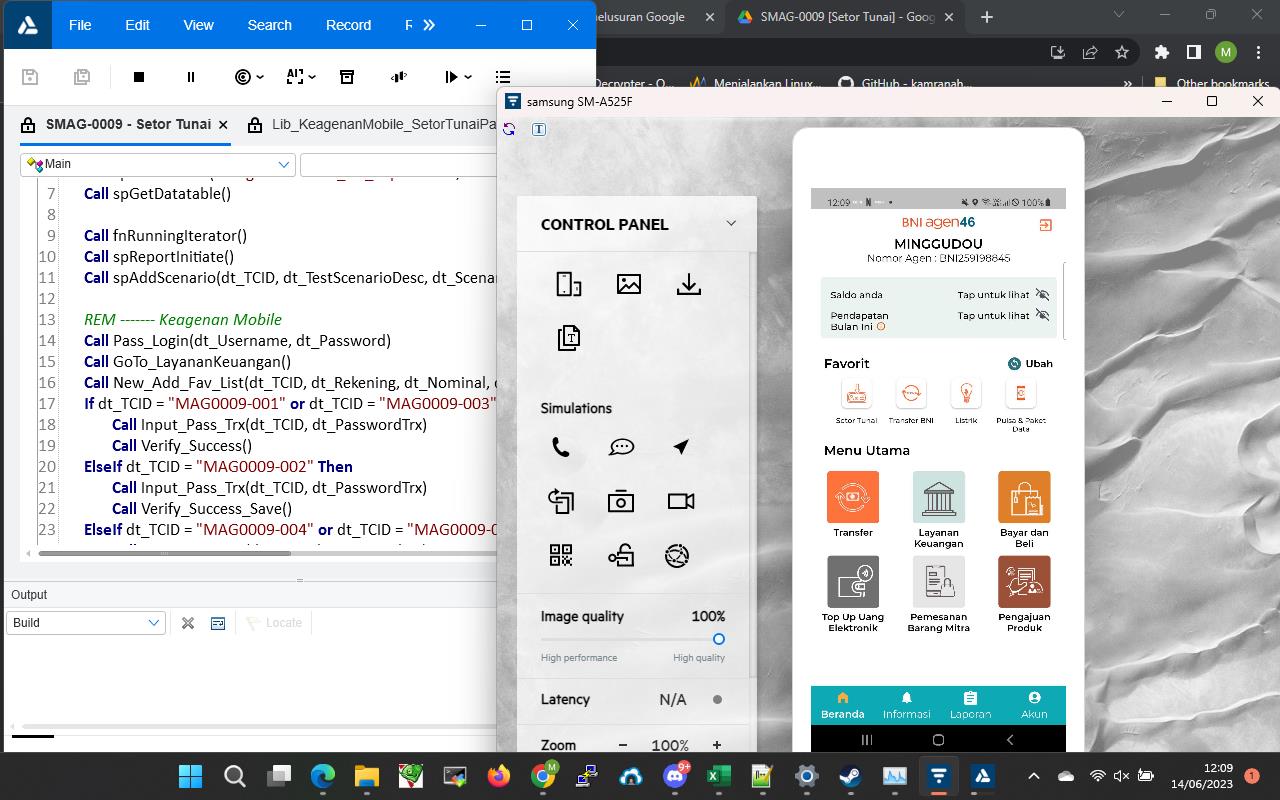 File Edit View Search Record
elusuran Google
SMAG-0009 [Setor Tunai] - Goog
M
Decrypter - O...
Menjalankan Linux...
GitHub - kamranah...
Other bookmarks
samsung SM-A525F
SMAG-0009 - Setor Tunai
Lib_KeagenanMobile_SetorTunaiPa
T
Main
7 Call spGetDatatable()
8
9 Call fnRunningIterator()
10 Call spReportInitiate()
11 Call spAddScenario(dt_TCID, dt_TestScenarioDesc, dt_Scena
12
13 REM ------- Keagenan Mobile
14 Call Pass_Login(dt_Username, dt_Password)
15 Call GoTo_LayananKeuangan()
16 Call New_Add_Fav_List(dt_TCID, dt_Rekening, dt_Nominal,
17 If dt_TCID = "MAG0009-001" or dt_TCID = "MAG0009-003"
18 Call Input_Pass_Trx(dt_TCID, dt_PasswordTrx)
19 Call Verify_Success()
20 ElseIf dt_TCID = "MAG0009-002" Then
21 Call Input_Pass_Trx(dt_TCID, dt_PasswordTrx)
22 Call Verify_Success_Save()
23 ElseIf dt_TCID = "MAG0009-004" or dt_TCID = "MAG0009-0
Output
Build
Locate
CONTROL PANEL
Simulations
Image quality 100%
High performance High quality
Latency N/A
Zoom − 100% +
12:09 100%
BNI agen46
MINGGUDOU
Nomor Agen : BNI259198845
Saldo anda Tap untuk lihat
Pendapatan Tap untuk lihat
Bulan Ini
Favorit Ubah
Setor Tunai Transfer BNI Listrik Pulsa & Paket
Data
Menu Utama
Transfer Layanan Bayar dan
Keuangan Beli
Top Up Uang Pemesanan Pengajuan
Elektronik Barang Mitra Produk
Beranda Informasi Laporan Akun
M
9+
12:09
14/06/2023
1